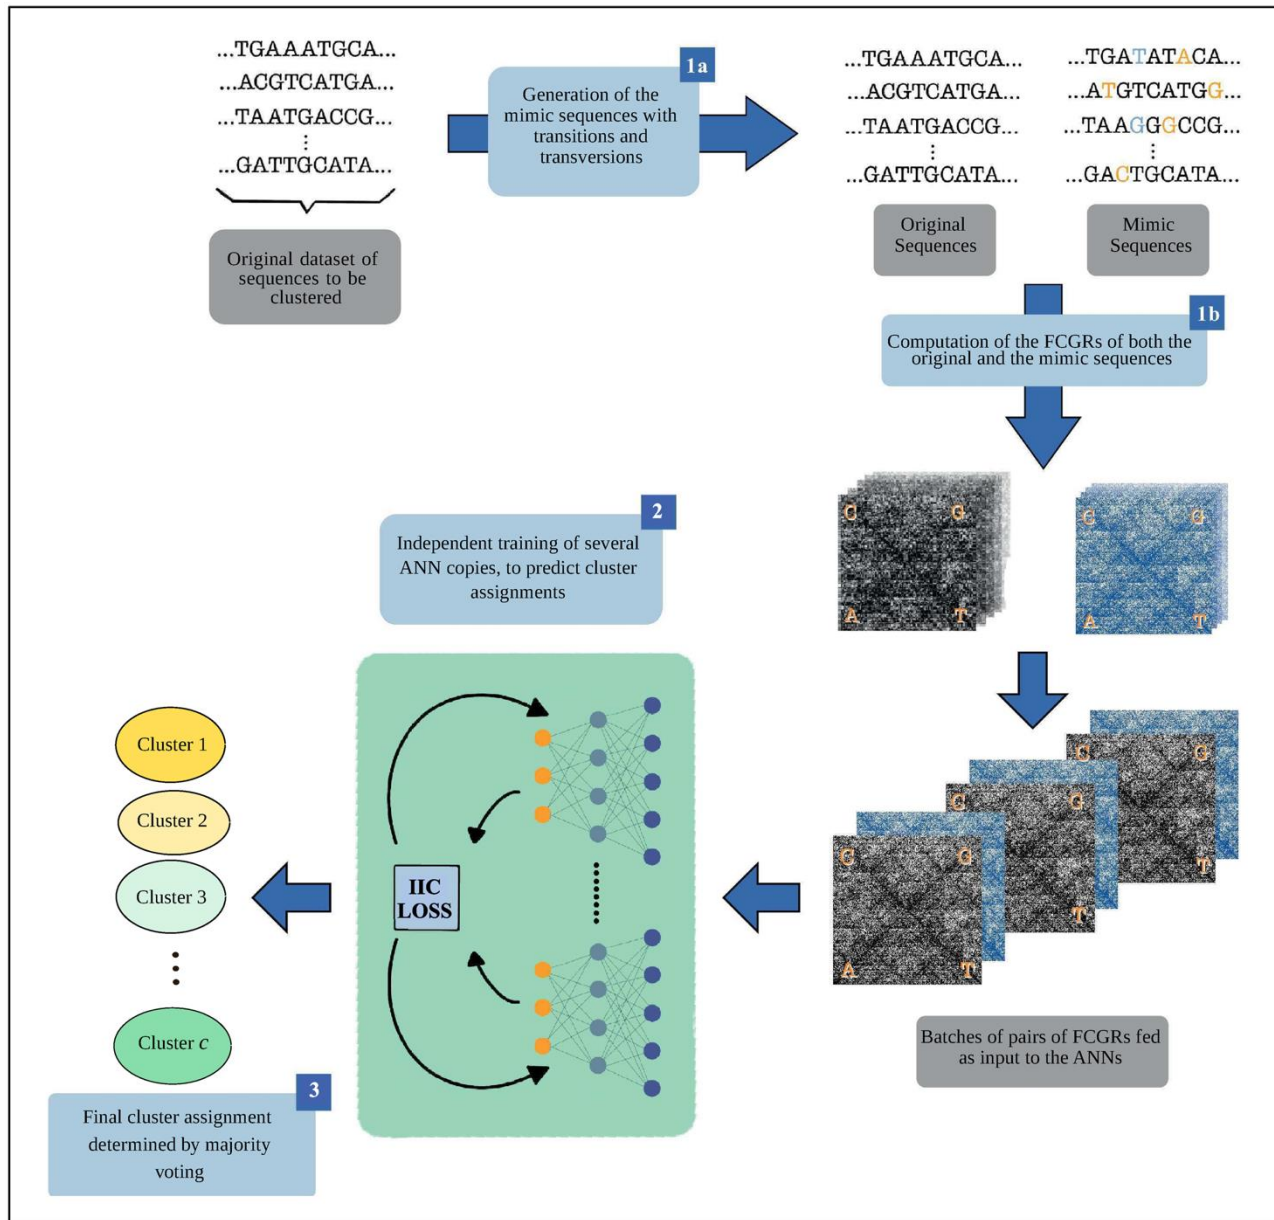 ...TGAAATGCA...
...ACGTCATGA...
...TAATGACCG...
...GATTGCATA...
Original dataset of
sequences to be
clustered
1a
Generation of the
mimic sequences with
transitions and
transversions
...TGAAATGCA...
...ACGTCATGA...
...TAATGACCG...
...GATTGCATA...
Original
Sequences
...TGATATACA...
...ATGTCATGG...
...TAAGGGCCG...
...GACTGCATA...
Mimic
Sequences
1b
Computation of the FCGRs of both the
original and the mimic sequences
C G
A T
C G
A T
C G
T
C G
T
C G
A T
Batches of pairs of FCGRs fed
as input to the ANNs
2
Independent training of several
ANN copies, to predict cluster
assignments
IIC
LOSS
Cluster 1
Cluster 2
Cluster 3
Cluster c
3
Final cluster assignment
determined by majority
voting